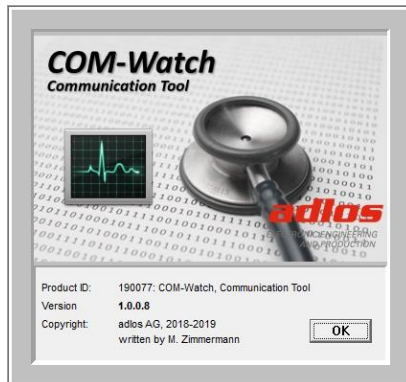 COM-Watch
Communication Tool
adlos
ELECTRONIC ENGINEERING
AND PRODUCTION
Product ID: 190077: COM-Watch, Communication Tool
Version 1.0.0.8
Copyright: adlos AG, 2018-2019
written by M. Zimmermann
OK